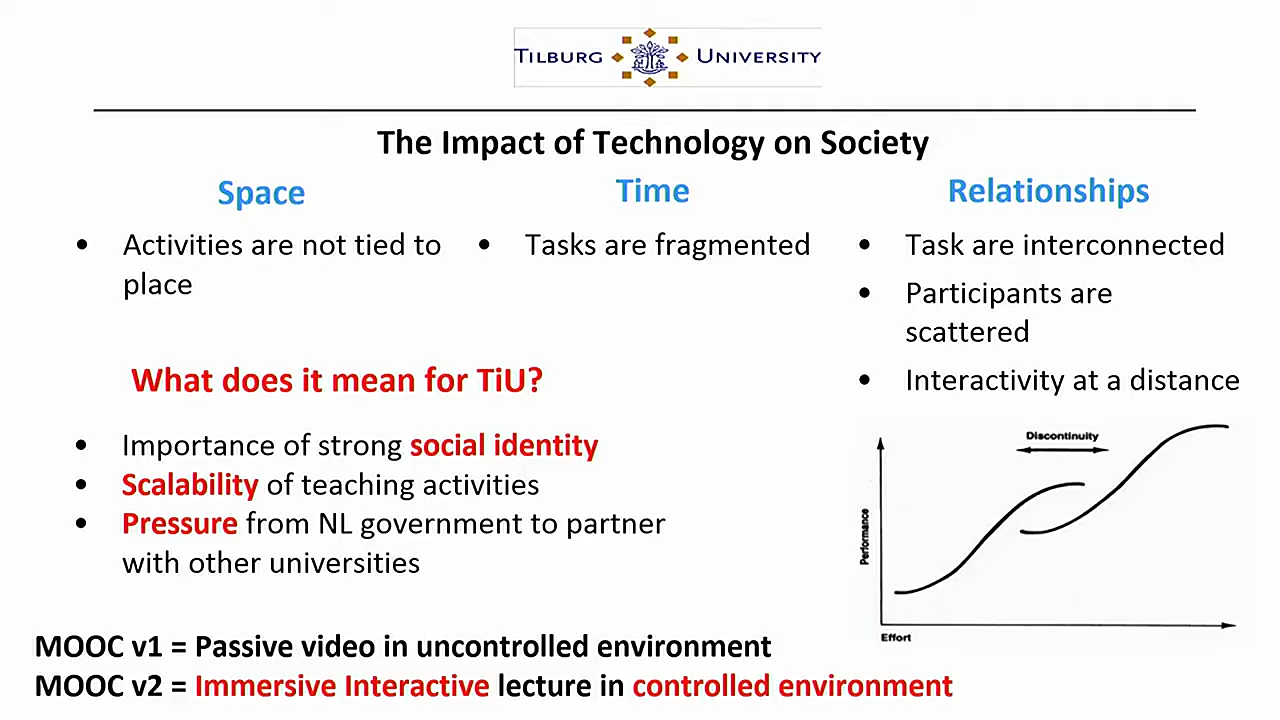 TILBURG UNIVERSITY
The Impact of Technology on Society
Space
• Activities are not tied to
place
Time
• Tasks are fragmented
Relationships
• Task are interconnected
• Participants are
scattered
• Interactivity at a distance
What does it mean for TiU?
• Importance of strong social identity
• Scalability of teaching activities
• Pressure from NL government to partner
with other universities
Discontinuity
Performance
Effort
MOOC v1 = Passive video in uncontrolled environment
MOOC v2 = Immersive Interactive lecture in controlled environment